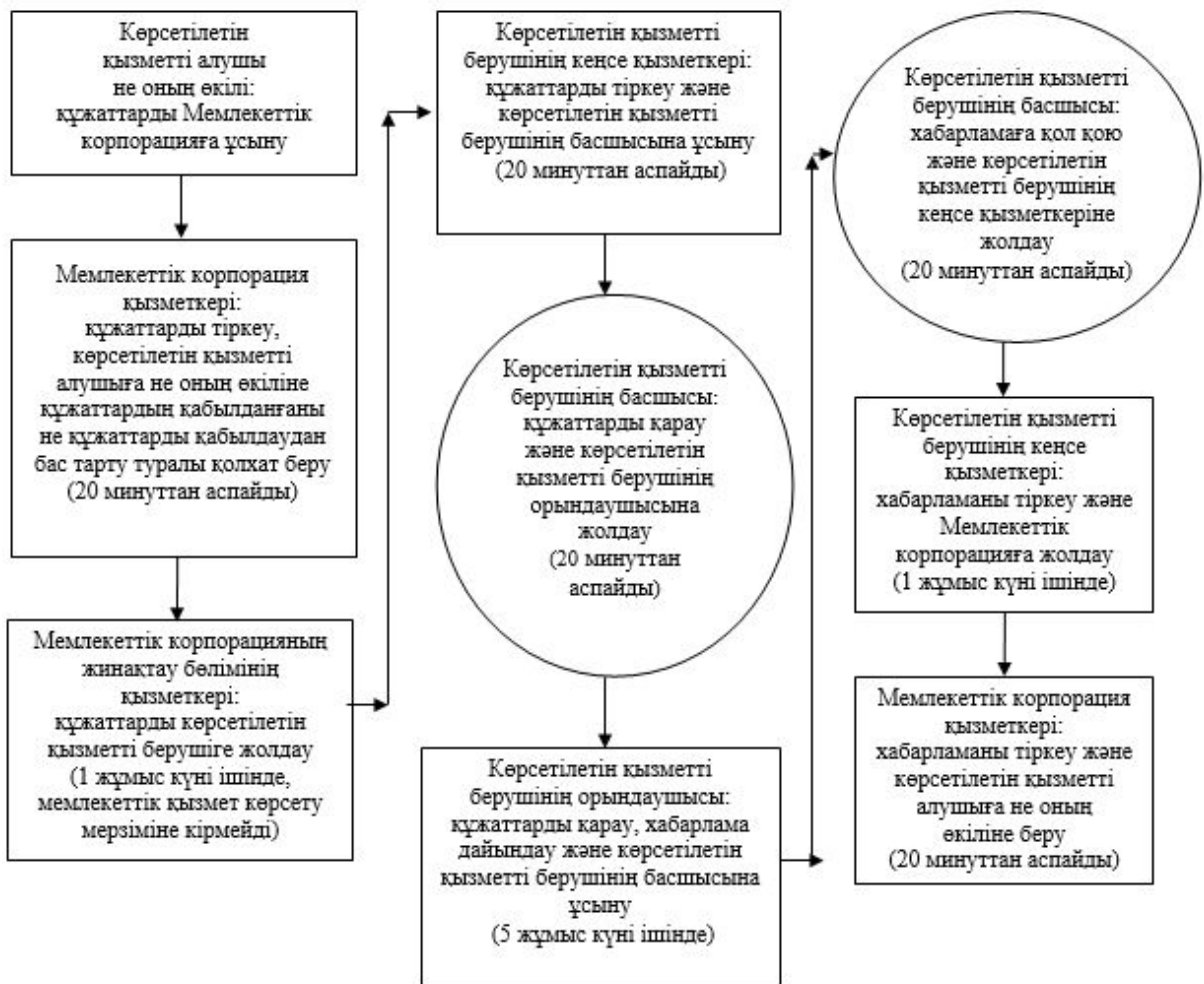 Көрсетілетін
қызметті алушы
не оның өкілі:
құжаттарды Мемлекеттік
корпорацияға ұсыну
Мемлекеттік корпорация
қызметкері:
құжаттарды тіркеу,
көрсетілетін қызметті
алушыға не оның өкіліне
құжаттардың қабылданғаны
не құжаттарды қабылдаудан
бас тарту туралы қолхат беру
(20 минуттан аспайды)
Мемлекеттік корпорацияның
жинақтау бөлімінің
қызметкері:
құжаттарды көрсетілетін
қызметті берушіге жолдау
(1 жұмыс күні ішінде,
мемлекеттік қызмет көрсету
мерзіміне кірмейді)
Көрсетілетін қызметті
берушінің кеңсе қызметкері:
құжаттарды тіркеу және
көрсетілетін қызметті
берушінің басшысына ұсыну
(20 минуттан аспайды)
Көрсетілетін қызметті
берушінің басшысы:
құжаттарды қарау
және көрсетілетін
қызметті берушінің
орындаушысына
жолдау
(20 минуттан
аспайды)
Көрсетілетін қызметті
берушінің орындаушысы:
құжаттарды қарау, хабарлама
дайындау және көрсетілетін
қызметті берушінің басшысына
ұсыну
(5 жұмыс күні ішінде)
Көрсетілетін қызметті
берушінің басшысы:
хабарламаға қол қою
және көрсетілетін
қызметті берушінің
кеңсе қызметкеріне
жолдау
(20 минуттан аспайды)
Көрсетілетін қызметті
берушінің кеңсе
қызметкері:
хабарламаны тіркеу және
Мемлекеттік
корпорацияға жолдау
(1 жұмыс күні ішінде)
Мемлекеттік корпорация
қызметкері:
хабарламаны тіркеу және
көрсетілетін қызметті
алушыға не оның
өкіліне беру
(20 минуттан аспайды)